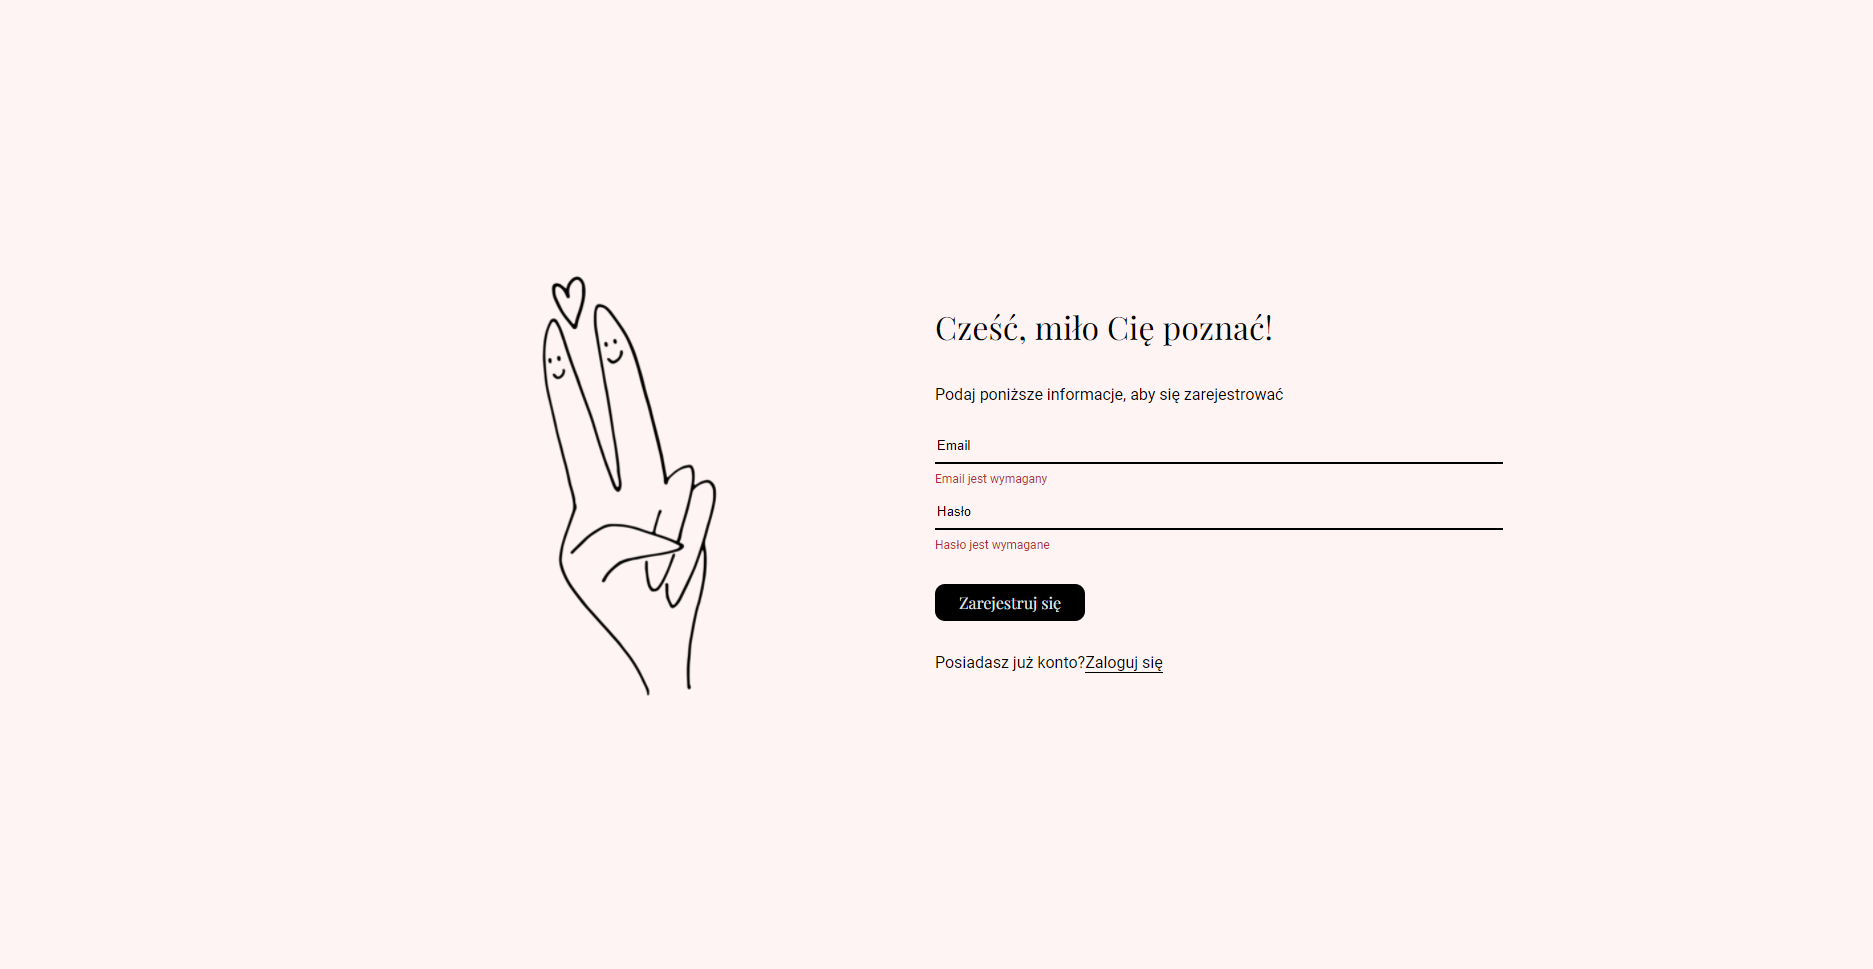 Cześć, miło Cię poznać!
Podaj poniższe informacje, aby się zarejestrować
Email
Email jest wymagany
Hasło
Hasło jest wymagane
Zarejestruj się
Posiadasz już konto?Zaloguj się